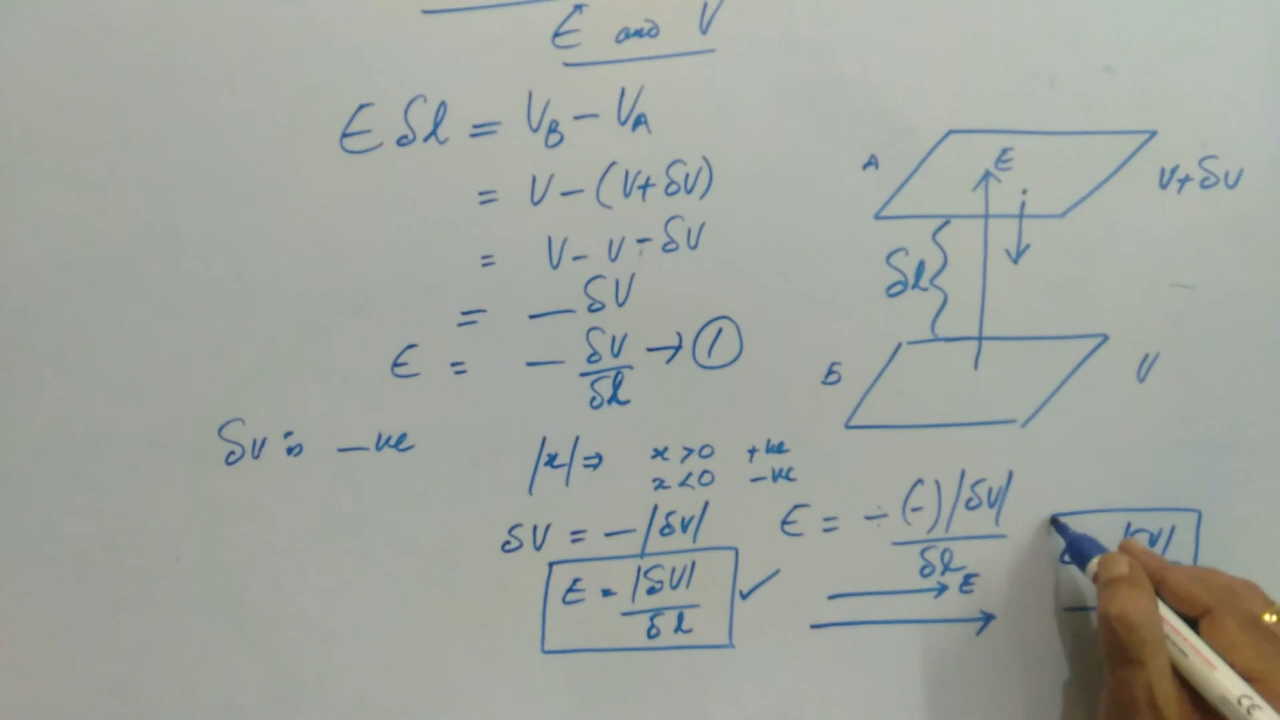 E and V
E δl = V_B - V_A
= V - (V + δV)
= V - V - δV
= - δV
E = - δV/δl → ①
δV is -ve
|x| ⇒ x > 0 +ve
x < 0 -ve
δV = - |δV|
E = |δV|/δl ✓
E = - (-) |δV|/δl
E
A
E
V + δV
δl
B
V
|δV|